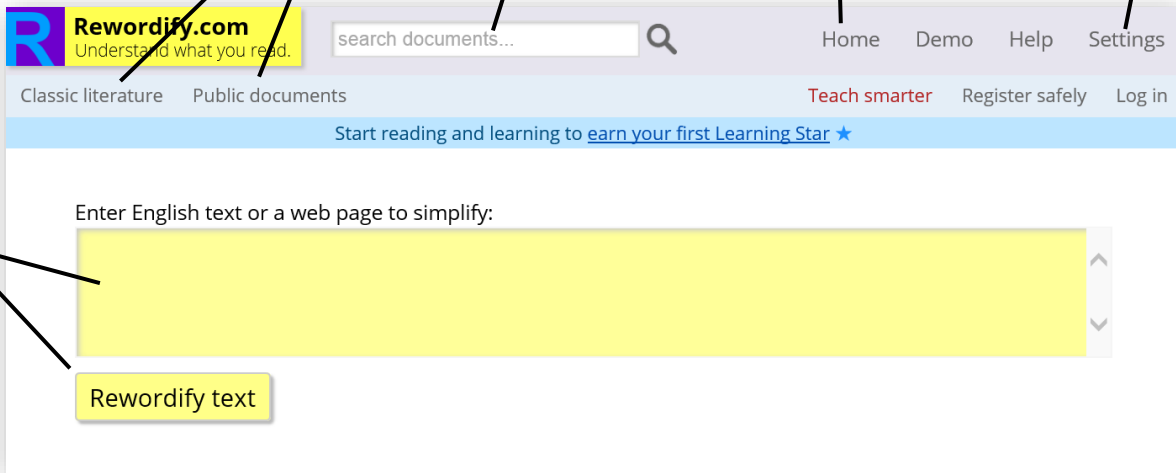 R Rewordify.com
Understand what you read.
search documents...
Home Demo Help Settings
Classic literature Public documents Teach smarter Register safely Log in
Start reading and learning to earn your first Learning Star ★
Enter English text or a web page to simplify:
Rewordify text